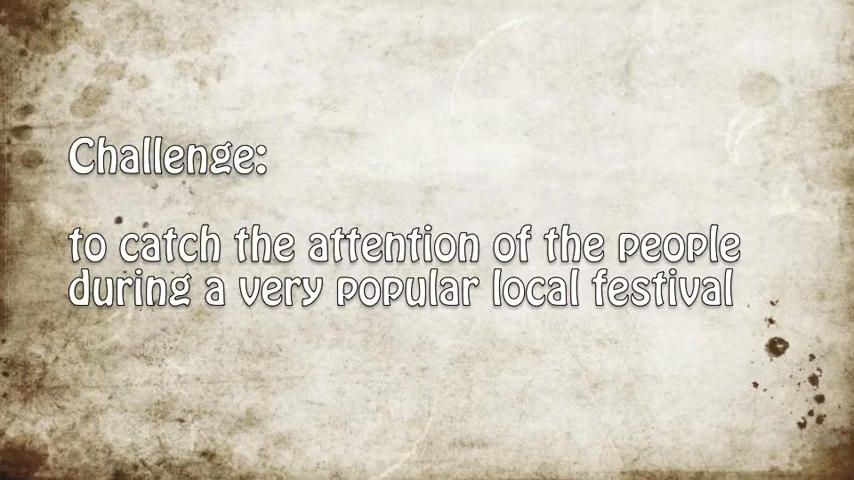 Challenge:
to catch the attention of the people
during a very popular local festival